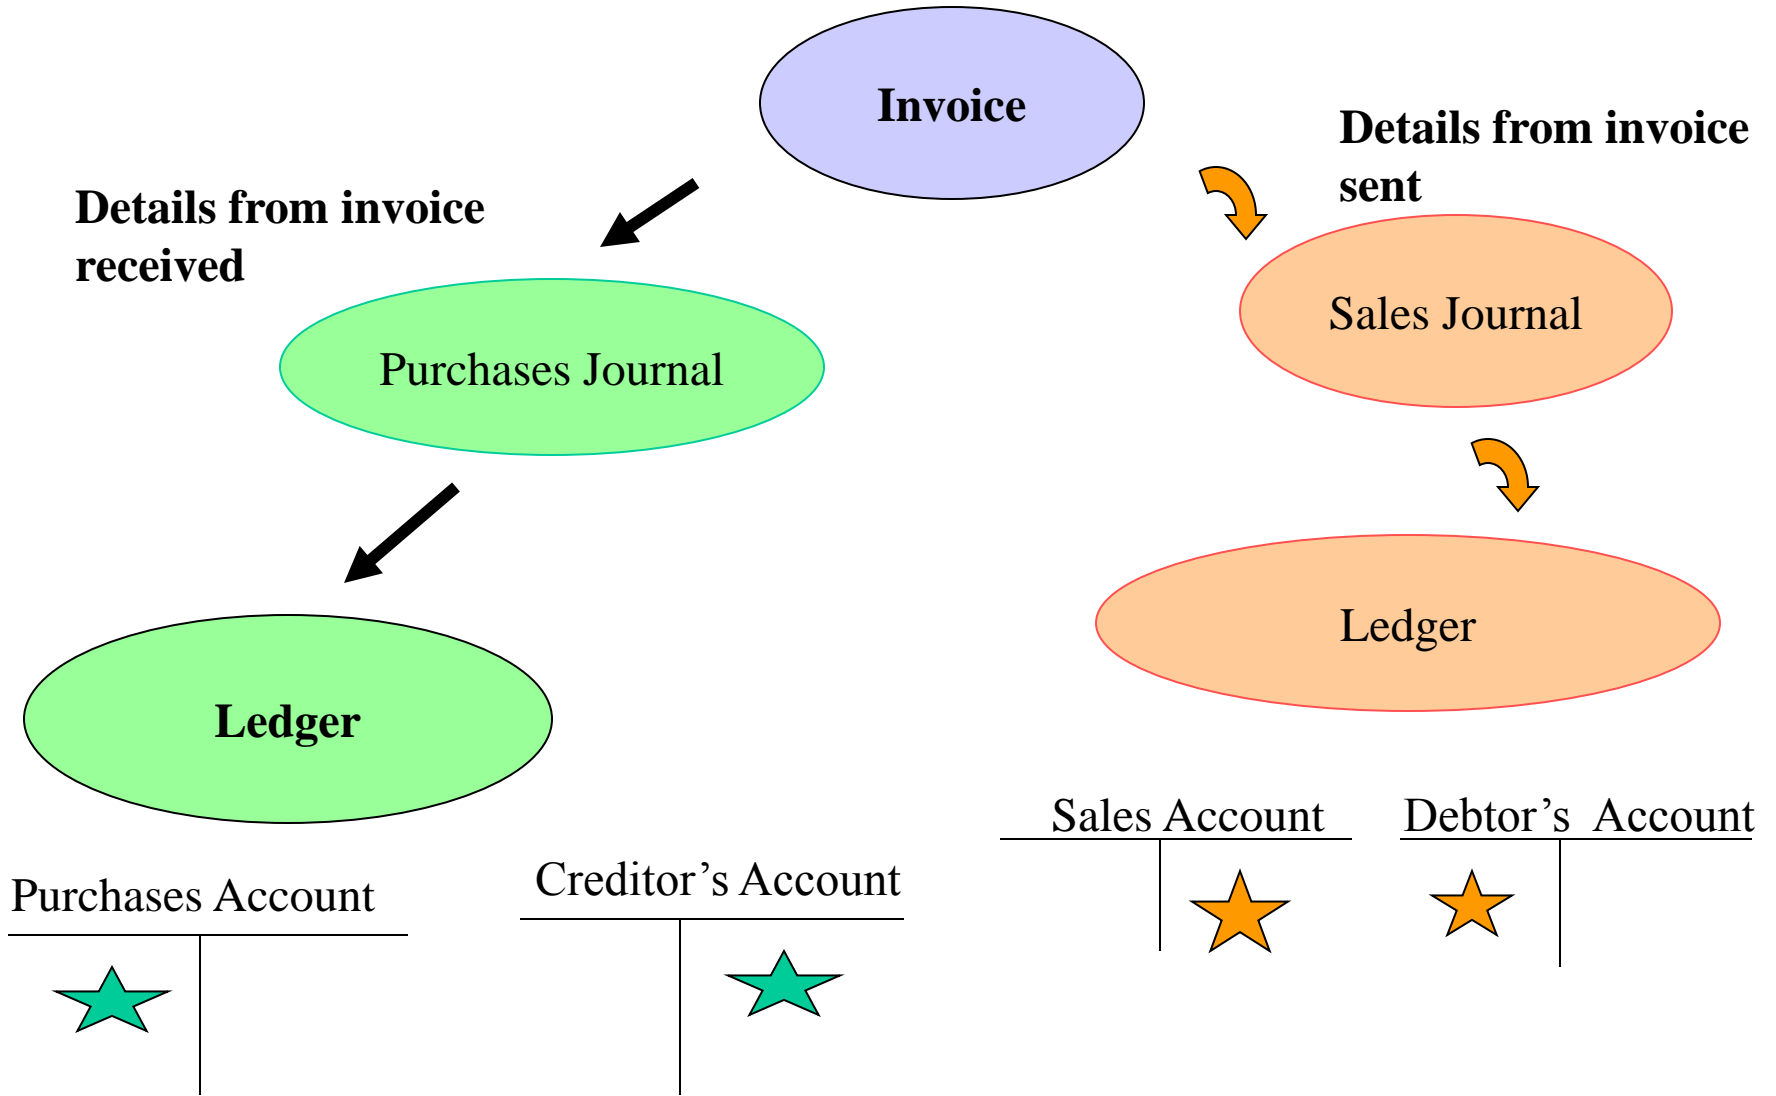 Invoice
Details from invoice
sent
Details from invoice
received
Sales Journal
Purchases Journal
Ledger
Ledger
Sales Account
Debtor’s  Account
Creditor’s Account
Purchases Account